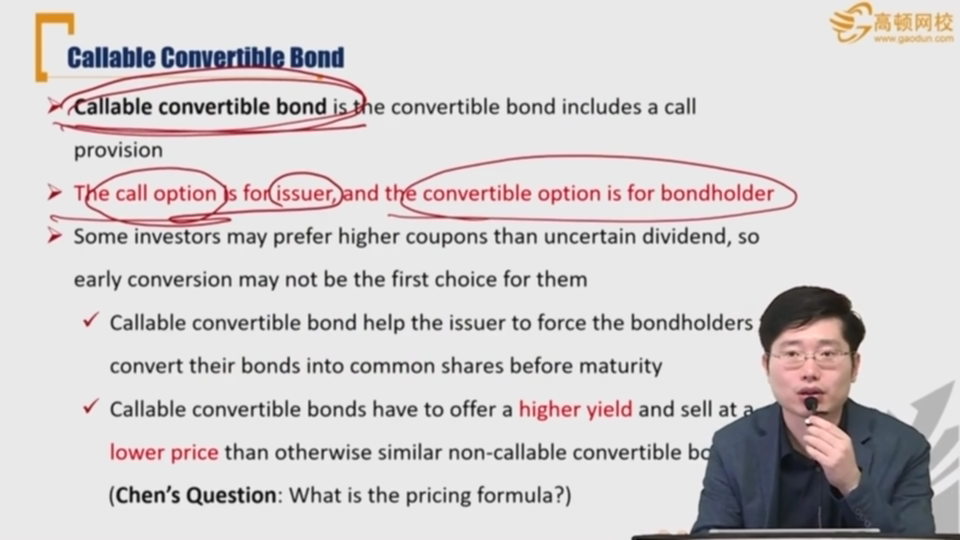 高顿网校
www.gaodun.com
Callable Convertible Bond
Callable convertible bond is the convertible bond includes a call
provision
The call option is for issuer, and the convertible option is for bondholder
Some investors may prefer higher coupons than uncertain dividend, so
early conversion may not be the first choice for them
Callable convertible bond help the issuer to force the bondholders
convert their bonds into common shares before maturity
Callable convertible bonds have to offer a higher yield and sell at a
lower price than otherwise similar non-callable convertible
(Chen's Question: What is the pricing formula?)